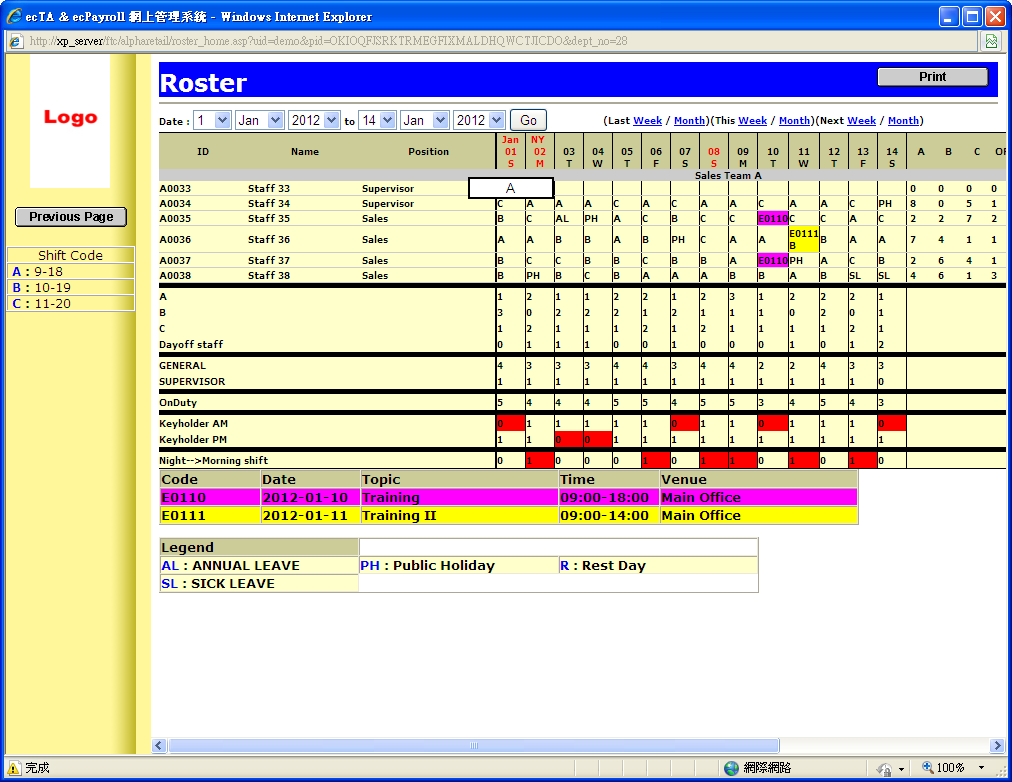 ecTA & ecPayroll 網上管理系統 - Windows Internet Explorer
http://xp_server/ftc/alpharetail/roster_home.asp?uid=demo&pid=OKIOQFJSRKTRMEGFIXMALDHQWCTJICDO&dept_no=28
Logo
Previous Page
Shift Code
A : 9-18
B : 10-19
C : 11-20
Roster
Print
Date : 1 Jan 2012 to 14 Jan 2012 Go (Last Week / Month)(This Week / Month)(Next Week / Month)
ID Name Position Jan 01 S NY 02 M 03 T 04 W 05 T 06 F 07 S 08 S 09 M 10 T 11 W 12 T 13 F 14 S A B C
Sales Team A
A0033 Staff 33 Supervisor A 0 0 0 0
A0034 Staff 34 Supervisor C A A A C A C A A C A A C PH 8 0 5 1
A0035 Staff 35 Sales B C AL PH A C B C C E0110 C C A C 2 2 7 2
A0036 Staff 36 Sales A A B B A B PH C A A E0111 B B A A 7 4 1 1
A0037 Staff 37 Sales B C C B B C B B A E0110 PH A C B 2 6 4 1
A0038 Staff 38 Sales B PH B C B A A A B B A B SL SL 4 6 1 3
A 1 2 1 1 2 2 1 2 3 1 2 2 2 1
B 3 0 2 2 2 1 2 1 1 1 0 2 0 1
C 1 2 1 1 1 2 1 2 1 1 1 1 2 1
Dayoff staff 0 1 1 1 0 0 1 0 0 0 1 0 1 2
GENERAL 4 3 3 3 4 4 3 4 4 2 2 4 3 3
SUPERVISOR 1 1 1 1 1 1 1 1 1 1 1 1 1 0
OnDuty 5 4 4 4 5 5 4 5 5 3 4 5 4 3
Keyholder AM 0 1 1 1 1 1 0 1 1 0 1 1 1 0
Keyholder PM 1 1 0 0 1 1 1 1 1 1 1 1 1 1
Night-->Morning shift 0 1 0 0 0 1 0 1 1 0 1 0 1 0
Code Date Topic Time Venue
E0110 2012-01-10 Training 09:00-18:00 Main Office
E0111 2012-01-11 Training II 09:00-14:00 Main Office
Legend
AL : ANNUAL LEAVE PH : Public Holiday R : Rest Day
SL : SICK LEAVE
完成 網際網路 100%